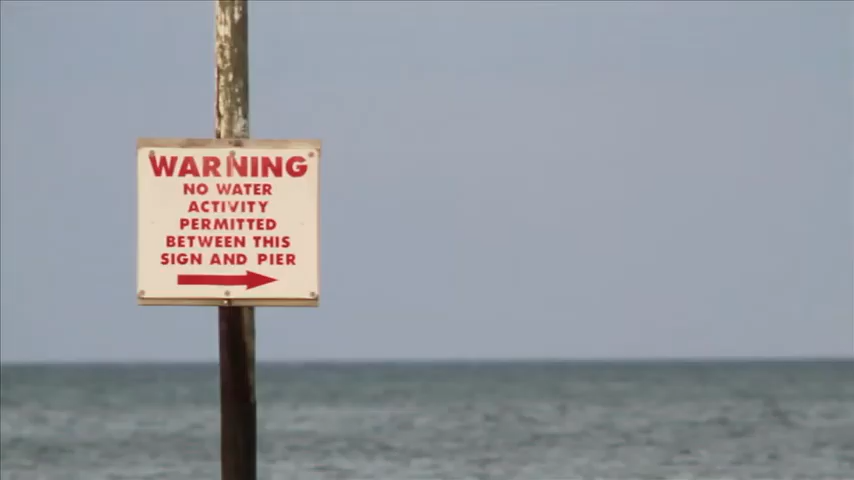 WARNING
NO WATER
ACTIVITY
PERMITTED
BETWEEN THIS
SIGN AND PIER